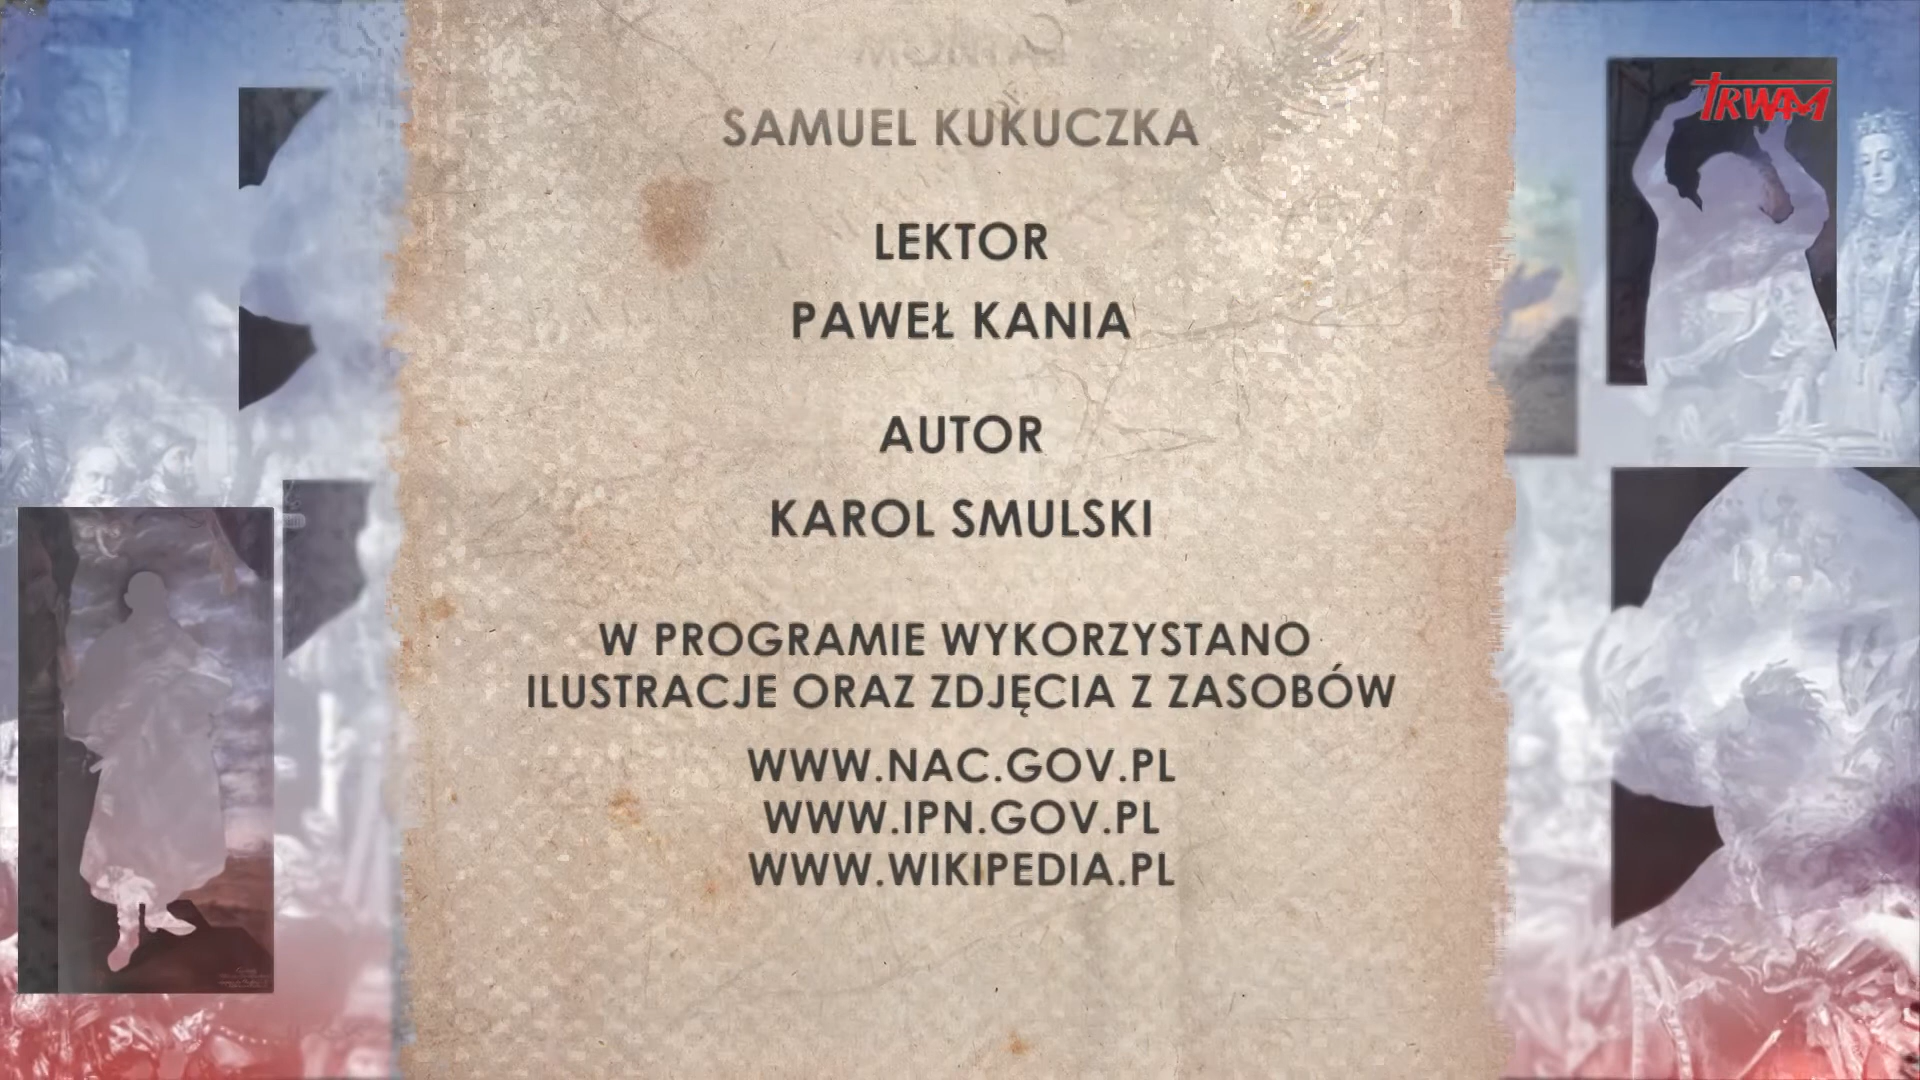 SAMUEL KUKUCZKA
TRWAM
LEKTOR
PAWEŁ KANIA
AUTOR
KAROL SMULSKI
W PROGRAMIE WYKORZYSTANO
ILUSTRACJE ORAZ ZDJĘCIA Z ZASOBÓW
WWW.NAC.GOV.PL
WWW.IPN.GOV.PL
WWW.WIKIPEDIA.PL